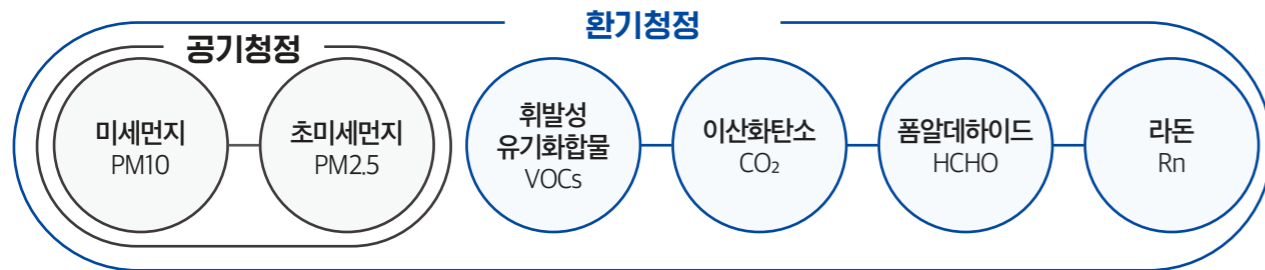 환기청정
공기청정
미세먼지
PM10
초미세먼지
PM2.5
휘발성
유기화합물
VOCs
이산화탄소
CO₂
폼알데하이드
HCHO
라돈
Rn